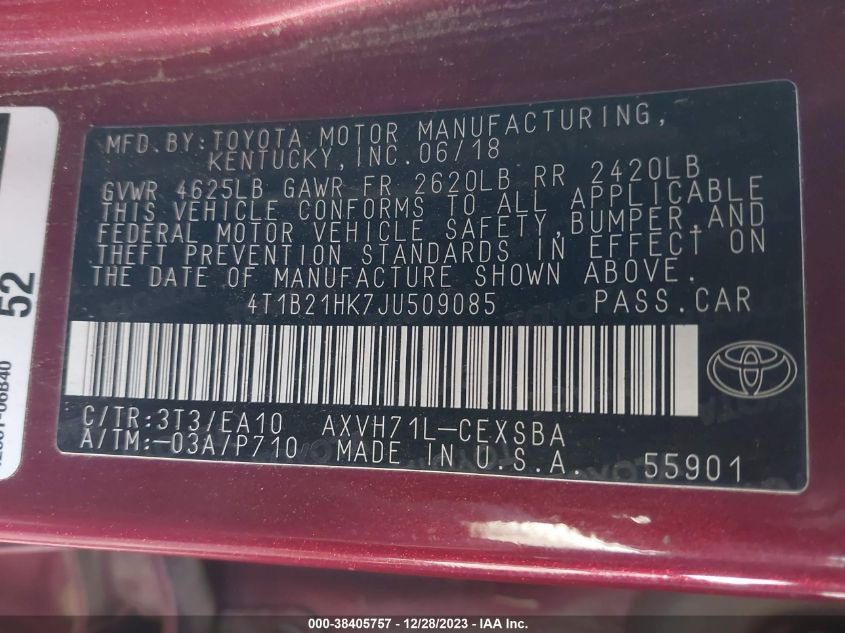 MFD. BY: TOYOTA MOTOR MANUFACTURING,
KENTUCKY, INC. 06/18
GVWR 4625LB GAWR FR 2620LB RR 2420LB
THIS VEHICLE CONFORMS TO ALL APPLICABLE
FEDERAL MOTOR VEHICLE SAFETY, BUMPER, AND
THEFT PREVENTION STANDARDS IN EFFECT ON
THE DATE OF MANUFACTURE SHOWN ABOVE.
4T1B21HK7JU509085 PASS.CAR
C/TR: 3T3/EA10 AXVH71L-CEXSBA
A/TM: -03A/P710 MADE IN U.S.A. 55901
52
06B40
000-38405757 - 12/28/2023 - IAA Inc.